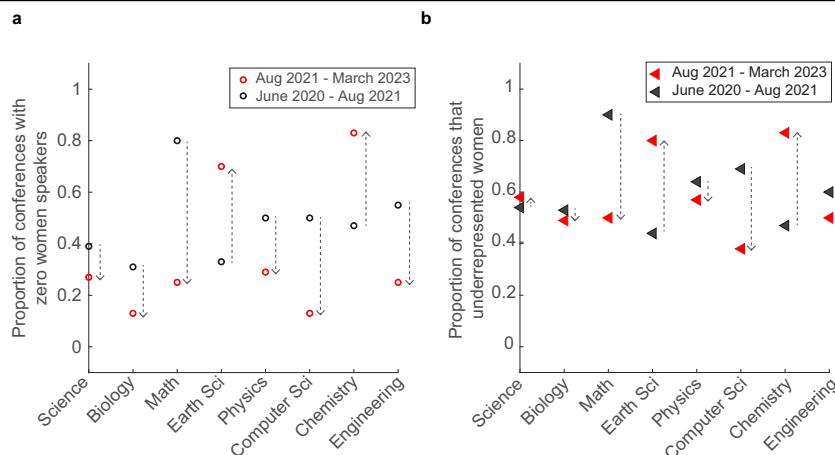 a
Proportion of conferences with
zero women speakers
1
0.8
0.6
0.4
0.2
0
Aug 2021 - March 2023
June 2020 - Aug 2021
Science
Biology
Math
Earth Sci
Physics
Computer Sci
Chemistry
Engineering
b
Proportion of conferences that
underrepresented women
1
0.8
0.6
0.4
0.2
0
Aug 2021 - March 2023
June 2020 - Aug 2021
Science
Biology
Math
Earth Sci
Physics
Computer Sci
Chemistry
Engineering